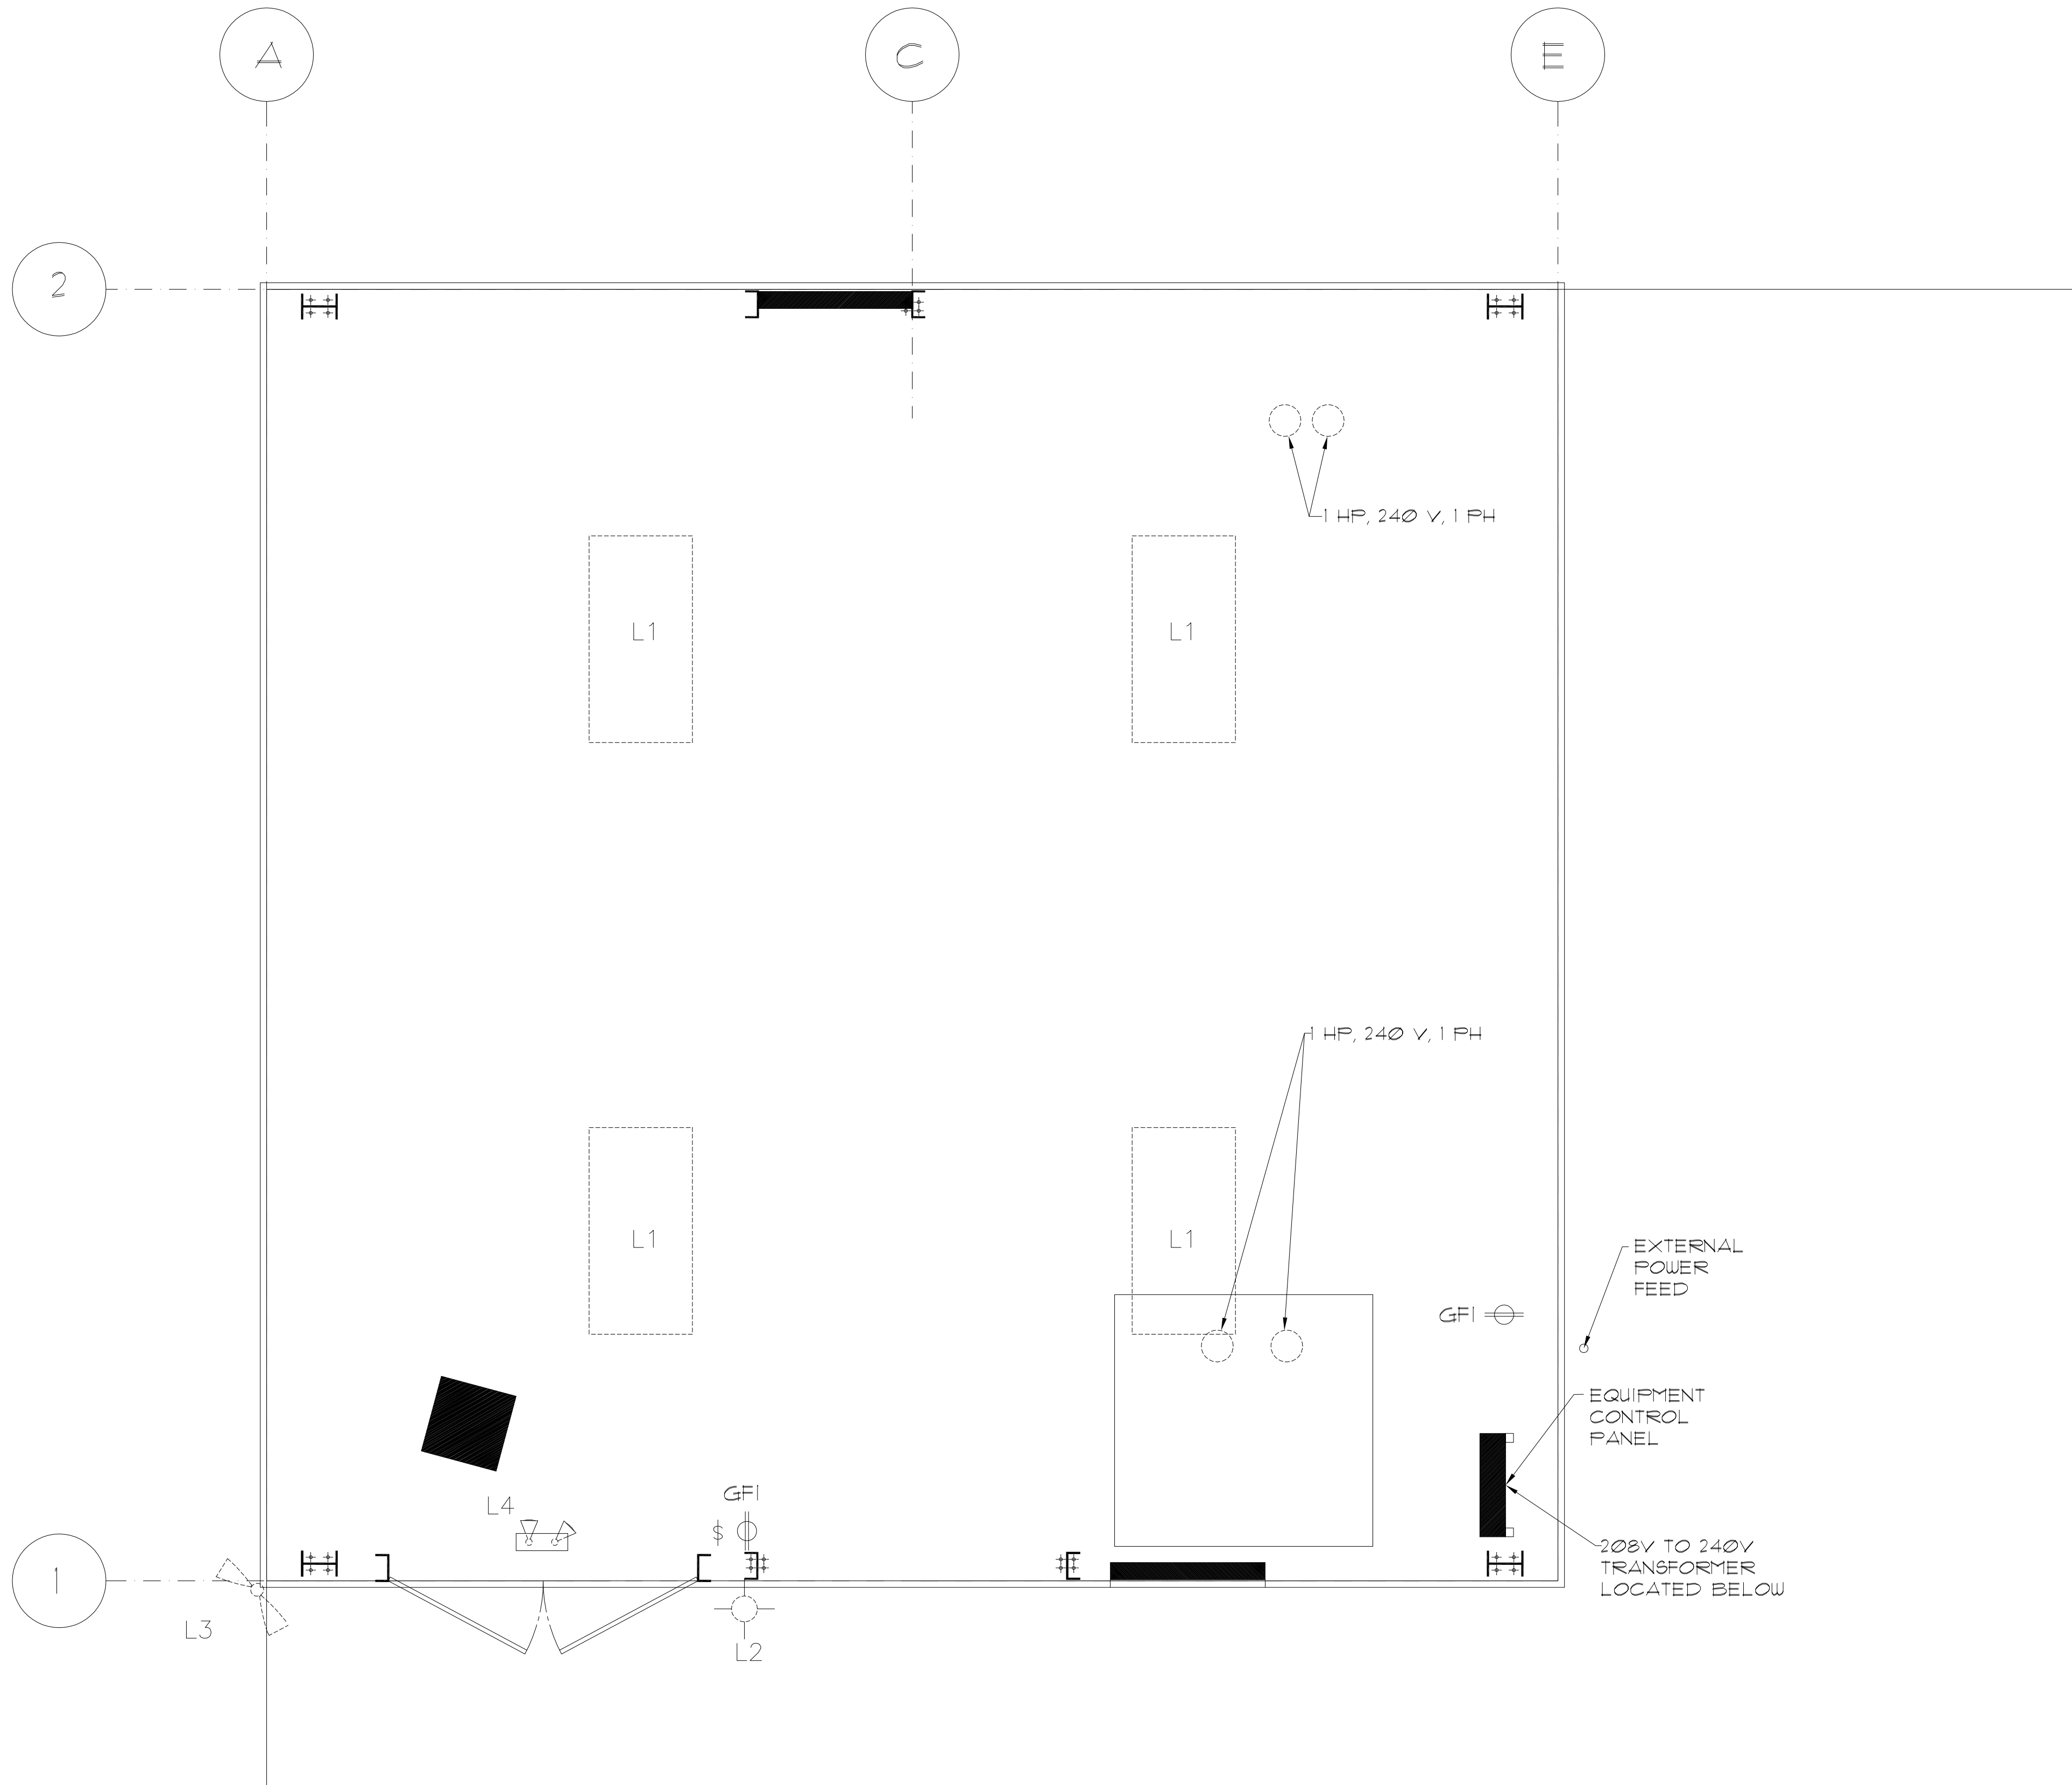 A
C
E
2
1 HP, 240 V, 1 PH
L1
L1
1 HP, 240 V, 1 PH
L1
L1
EXTERNAL
POWER
FEED
GFI
EQUIPMENT
CONTROL
PANEL
L4
GFI
$
208V TO 240V
TRANSFORMER
LOCATED BELOW
1
L3
L2